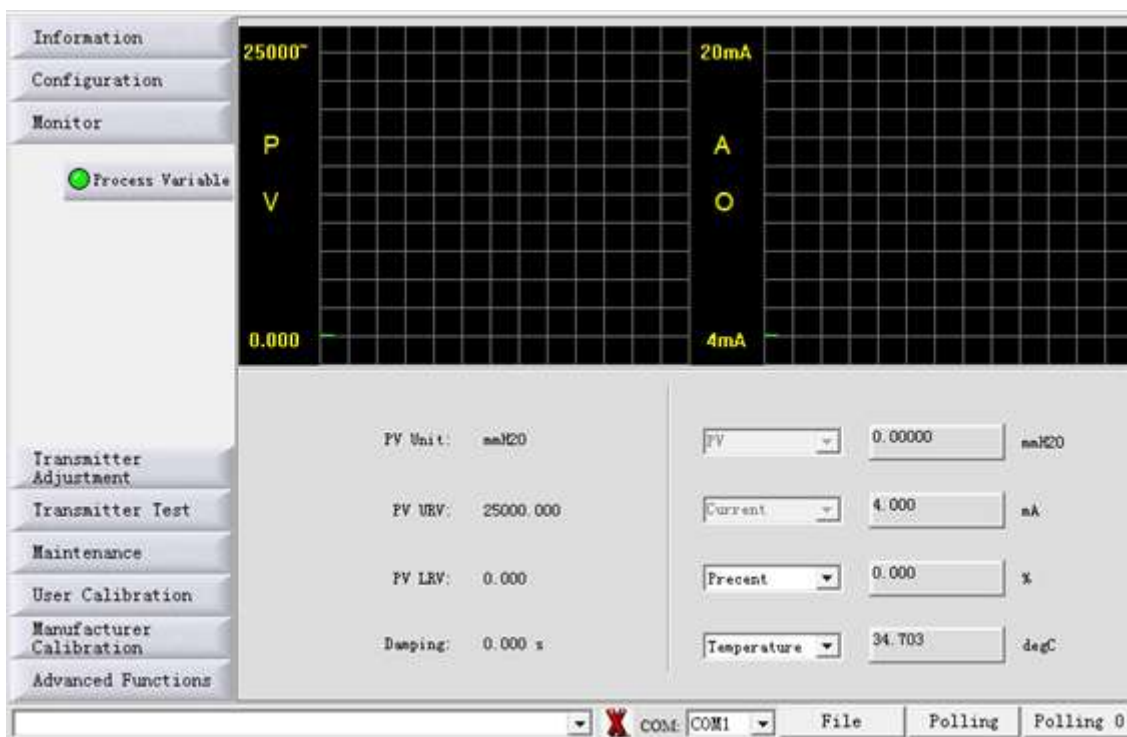 Information
Configuration
Monitor
Process Variable
Transmitter
Adjustment
Transmitter Test
Maintenance
User Calibration
Manufacturer
Calibration
Advanced Functions
25000~
P
V
0.000
20mA
A
O
4mA
PV Unit: mmH2O
PV URV: 25000.000
PV LRV: 0.000
Damping: 0.000 s
PV 0.00000 mmH2O
Current 4.000 mA
Precent 0.000 %
Temperature 34.703 degC
X COM: COM1 File Polling Polling 0